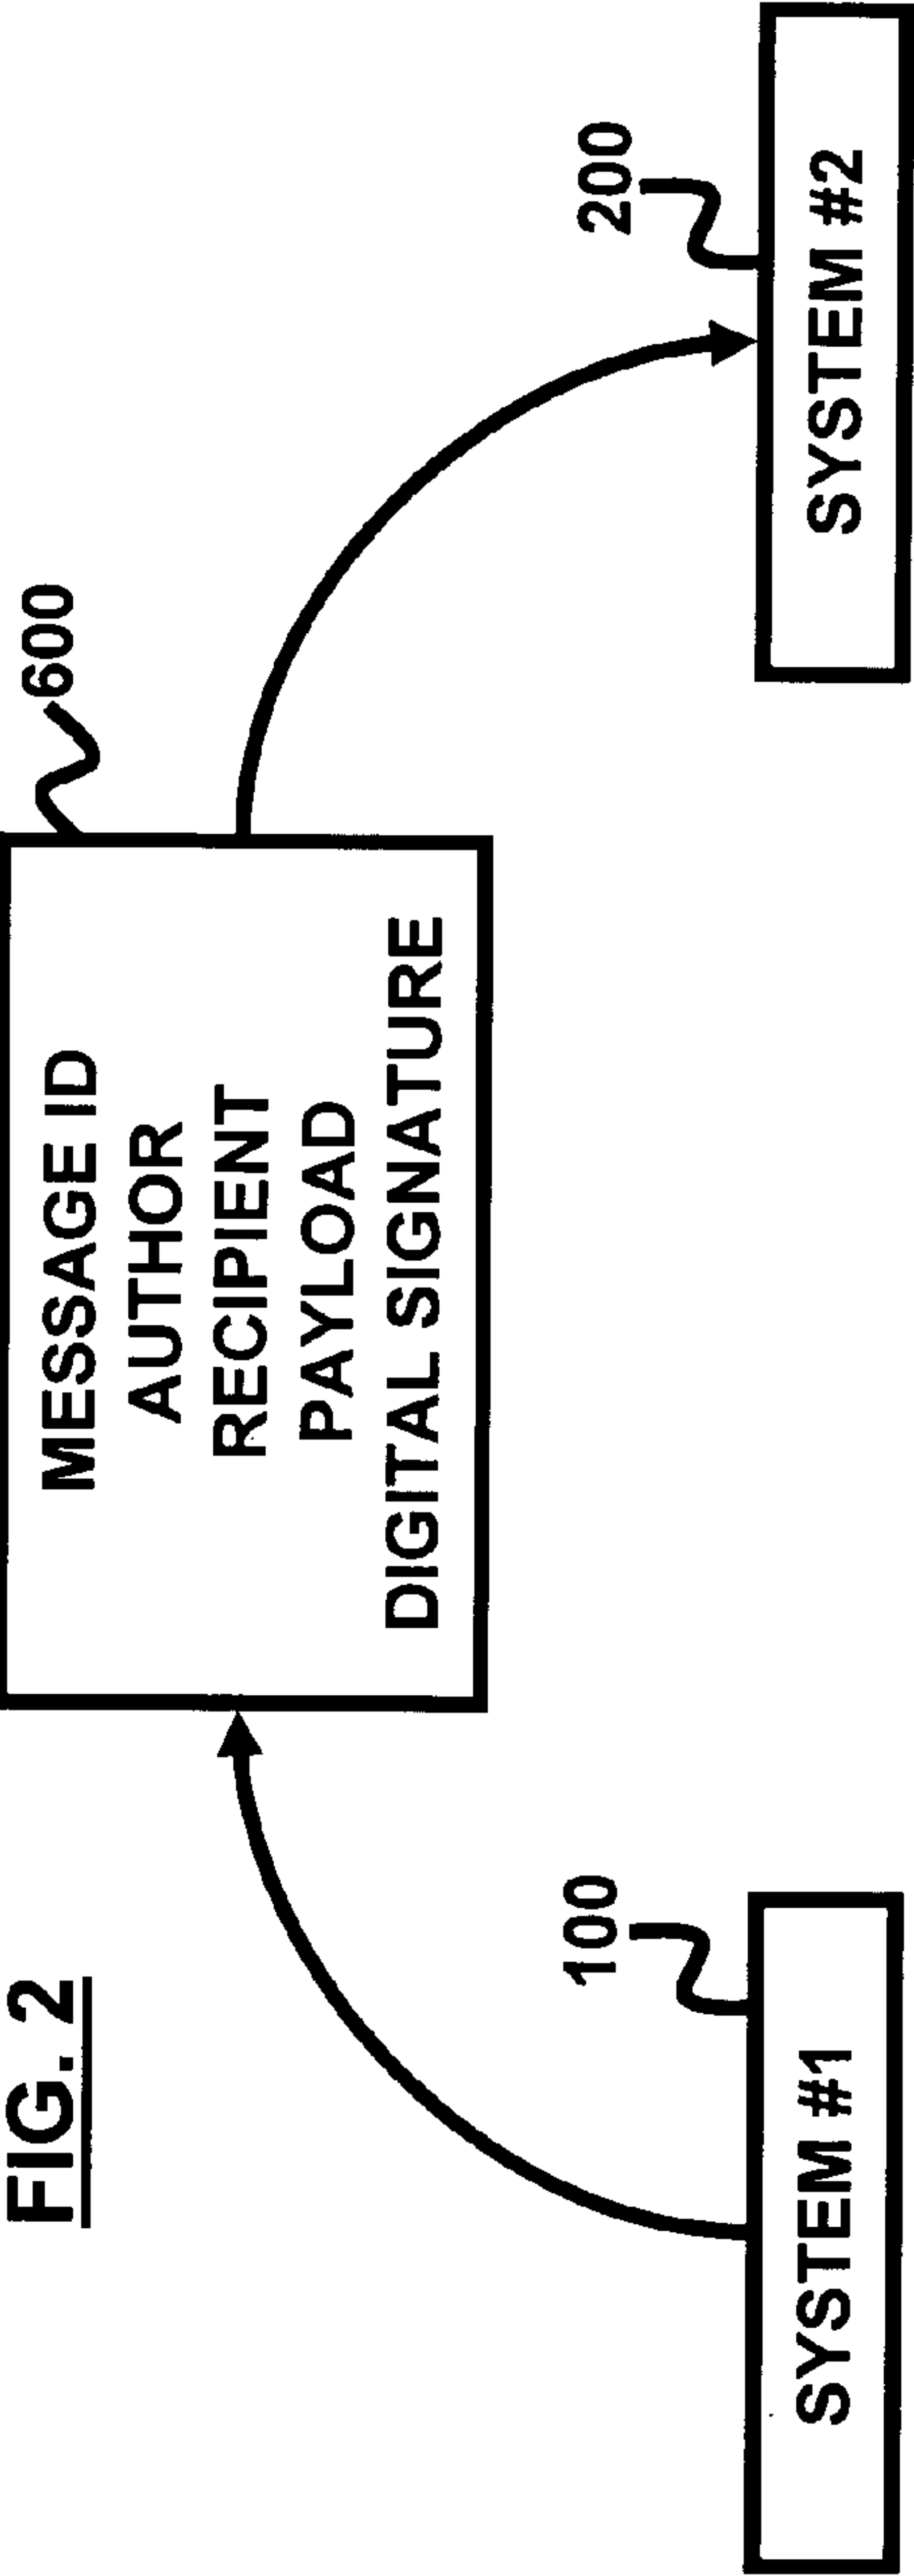 FIG. 2
600
MESSAGE ID
AUTHOR
RECIPIENT
PAYLOAD
DIGITAL SIGNATURE
100
200
SYSTEM #1
SYSTEM #2